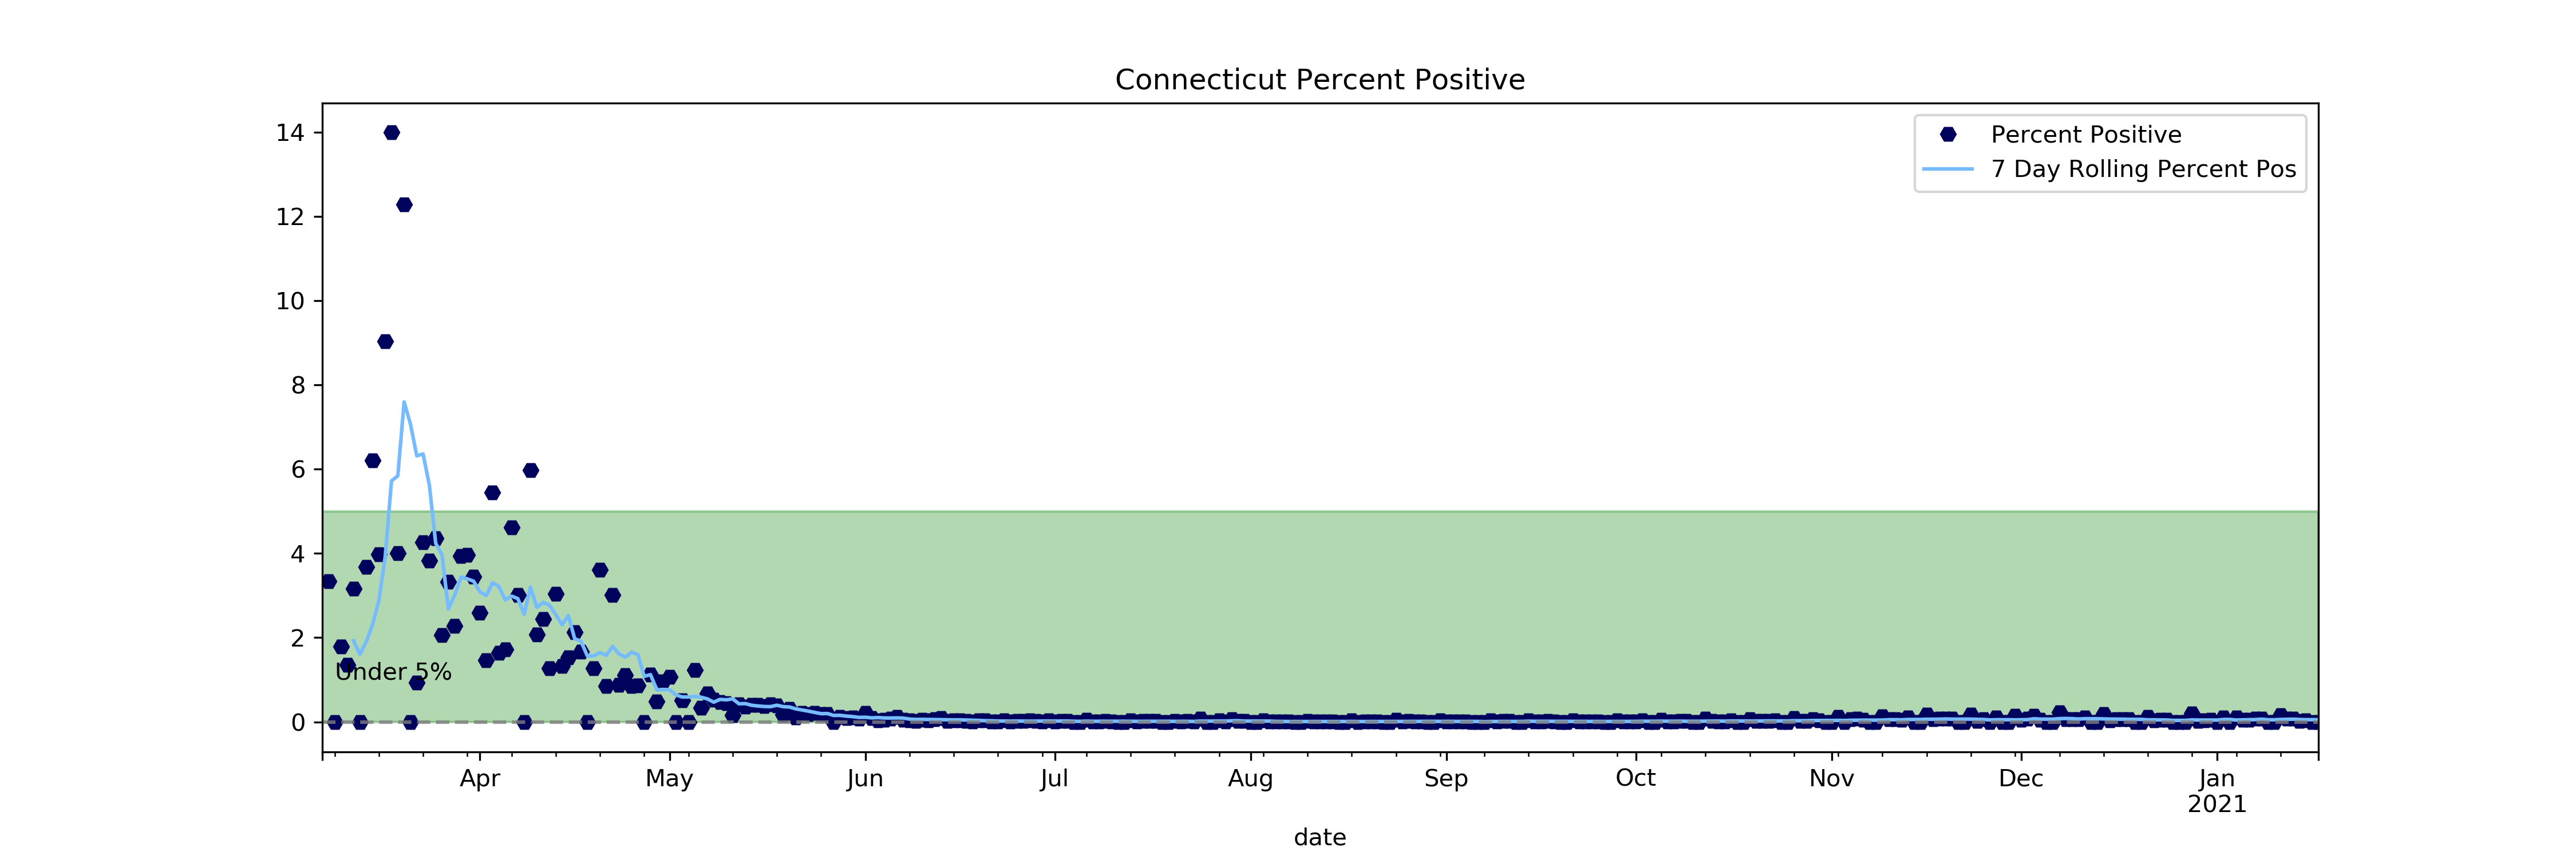 Connecticut Percent Positive
14
12
10
8
6
4
2
0
Percent Positive
7 Day Rolling Percent Pos
Under 5%
Apr May Jun Jul Aug Sep Oct Nov Dec Jan
2021
date